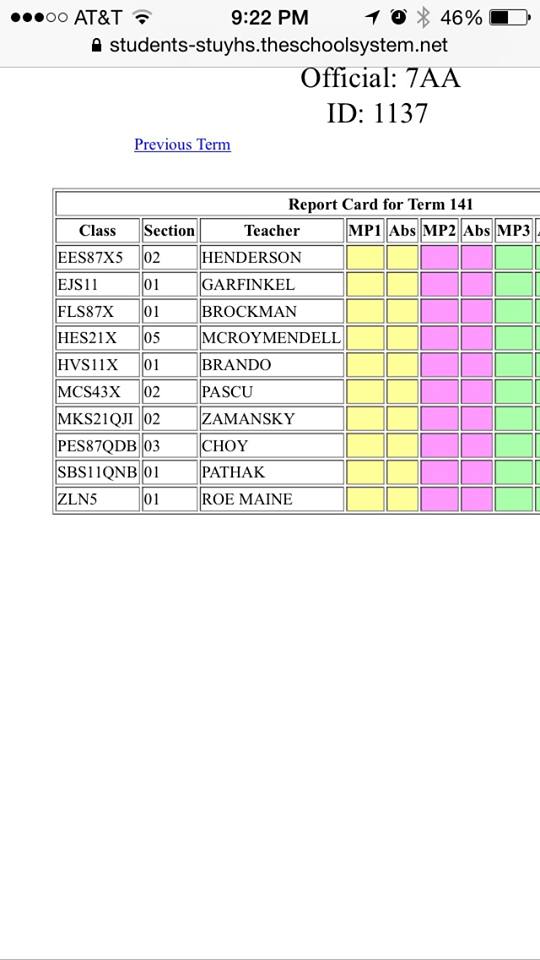 AT&T 9:22 PM 46%
students-stuyhs.theschoolsystem.net
Official: 7AA
ID: 1137
Previous Term
Report Card for Term 141
Class Section Teacher MP1 Abs MP2 Abs MP3
EES87X5 02 HENDERSON
EJS11 01 GARFINKEL
FLS87X 01 BROCKMAN
HES21X 05 MCROYMENDELL
HVS11X 01 BRANDO
MCS43X 02 PASCU
MKS21QJI 02 ZAMANSKY
PES87QDB 03 CHOY
SBS11QNB 01 PATHAK
ZLN5 01 ROE MAINE